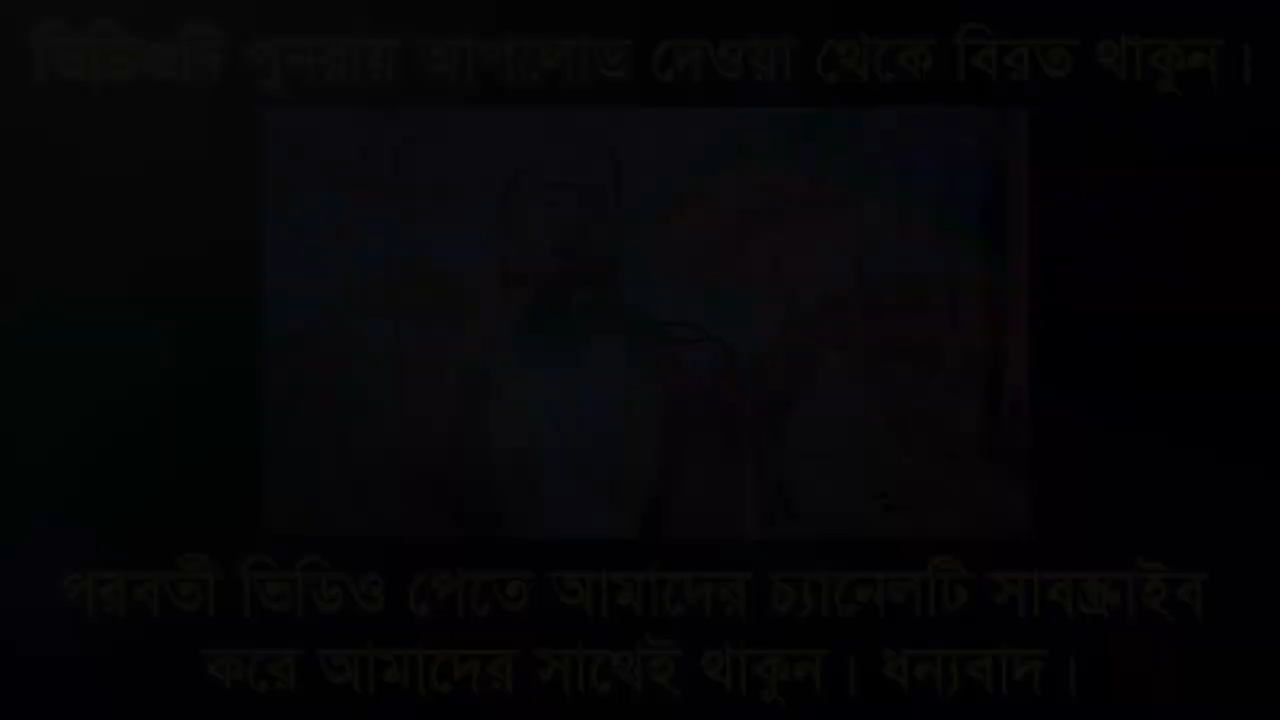 ভিডিওটি পুনরায় আপলোড দেওয়া থেকে বিরত থাকুন ।
পরবর্তী ভিডিও পেতে আমাদের চ্যানেলটি সাবস্ক্রাইব
করে আমাদের সাথেই থাকুন । ধন্যবাদ ।